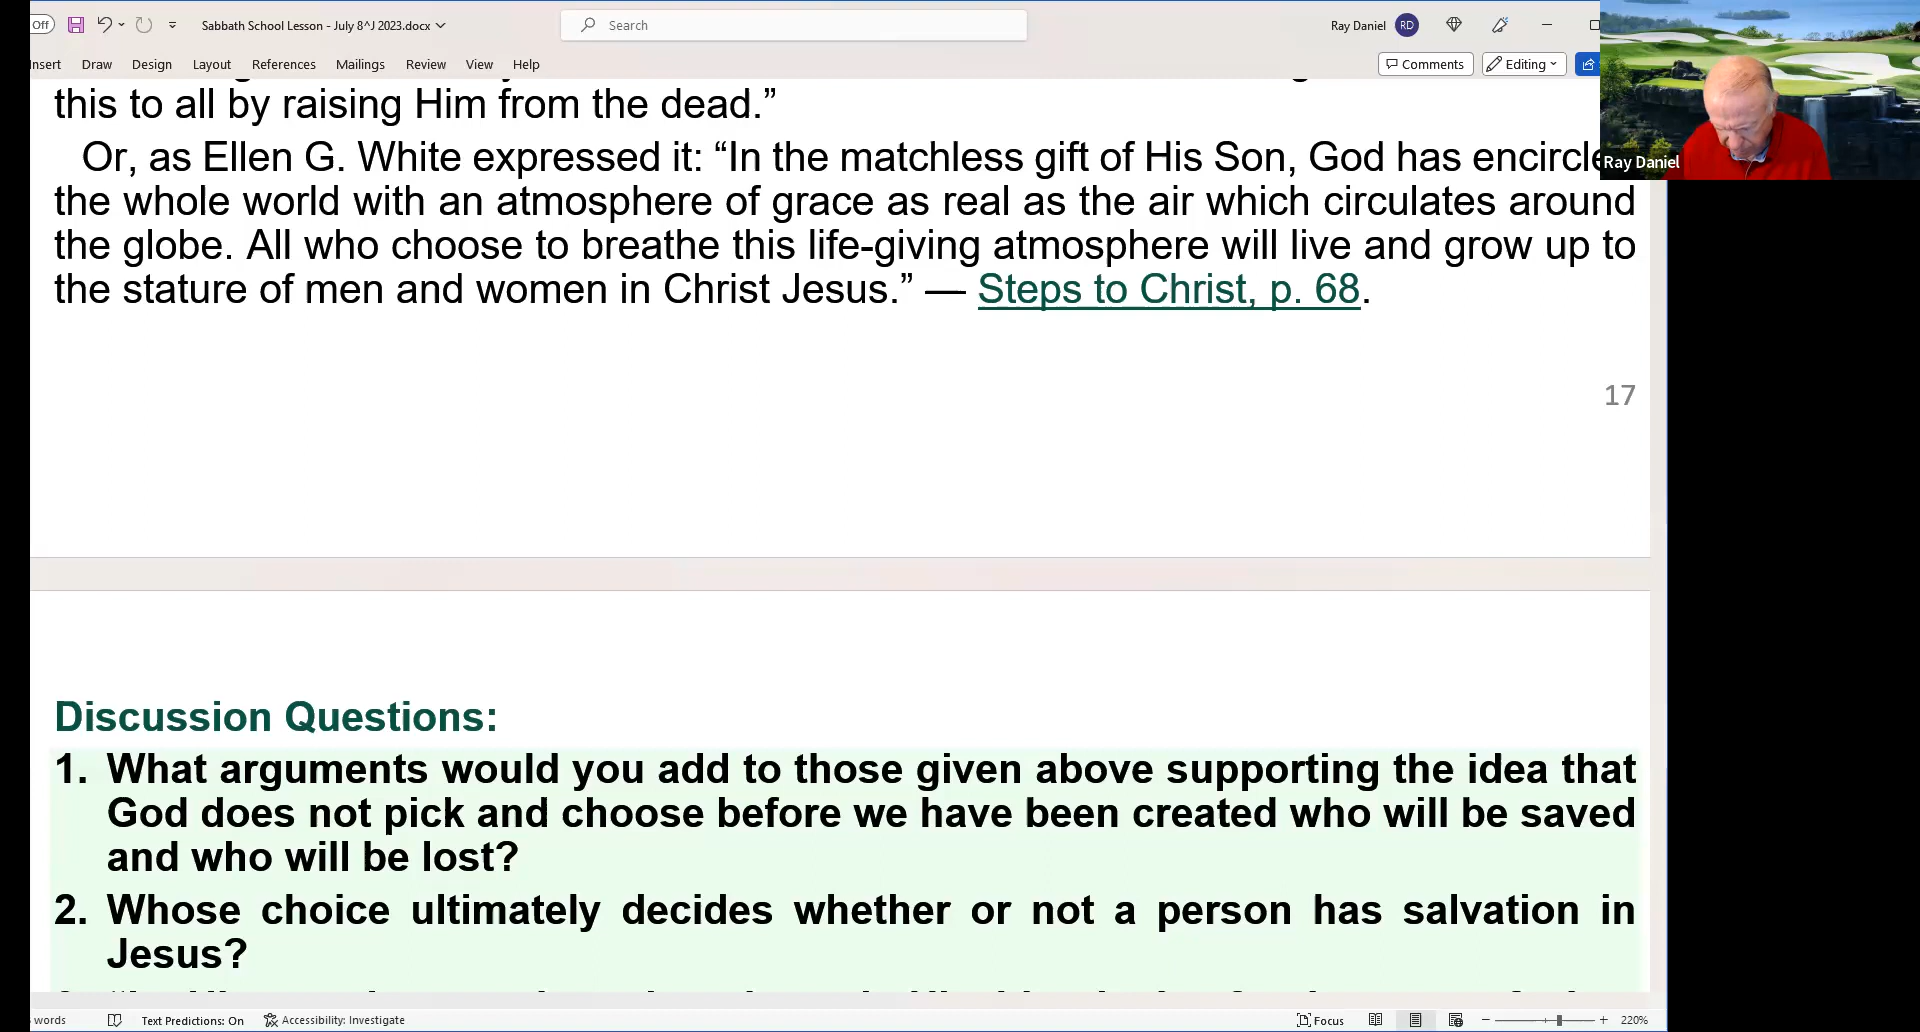 Off
Sabbath School Lesson - July 8^J 2023.docx
Search
Ray Daniel RD
Insert Draw Design Layout References Mailings Review View Help
Comments Editing
this to all by raising Him from the dead.”
Or, as Ellen G. White expressed it: “In the matchless gift of His Son, God has encircle
the whole world with an atmosphere of grace as real as the air which circulates around
the globe. All who choose to breathe this life-giving atmosphere will live and grow up to
the stature of men and women in Christ Jesus.” — Steps to Christ, p. 68.
Ray Daniel
17
Discussion Questions:
1. What arguments would you add to those given above supporting the idea that
God does not pick and choose before we have been created who will be saved
and who will be lost?
2. Whose choice ultimately decides whether or not a person has salvation in
Jesus?
words Text Predictions: On Accessibility: Investigate Focus 220%